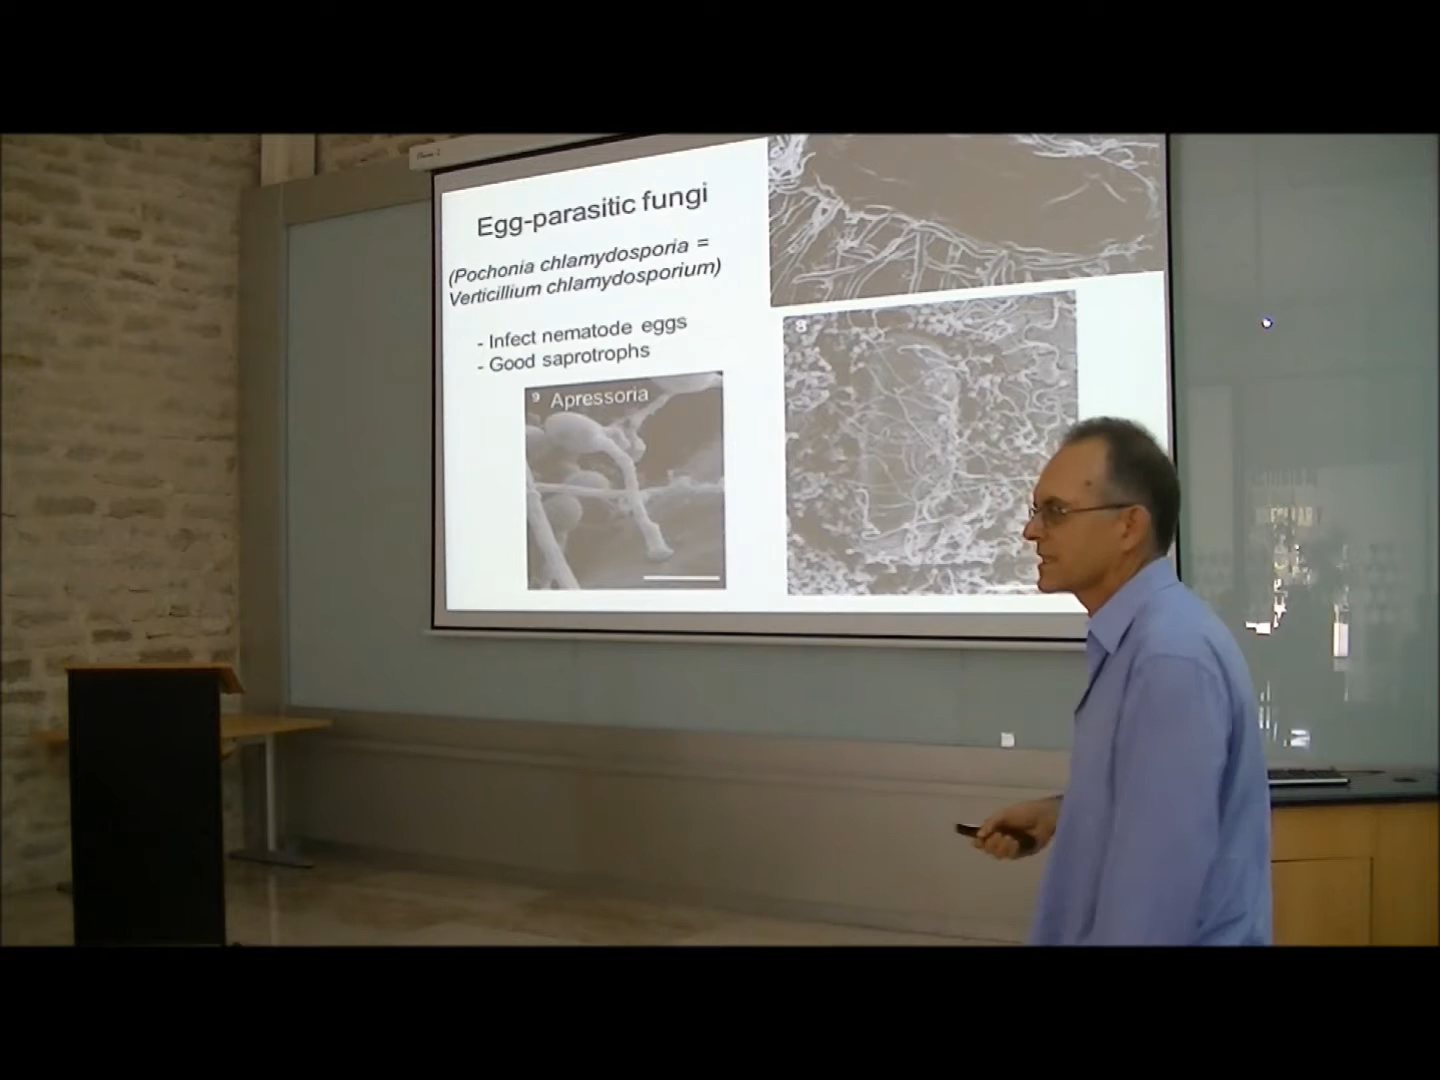 Egg-parasitic fungi
(Pochonia chlamydosporia =
Verticillium chlamydosporium)
- Infect nematode eggs
- Good saprotrophs
9 Apressoria
8